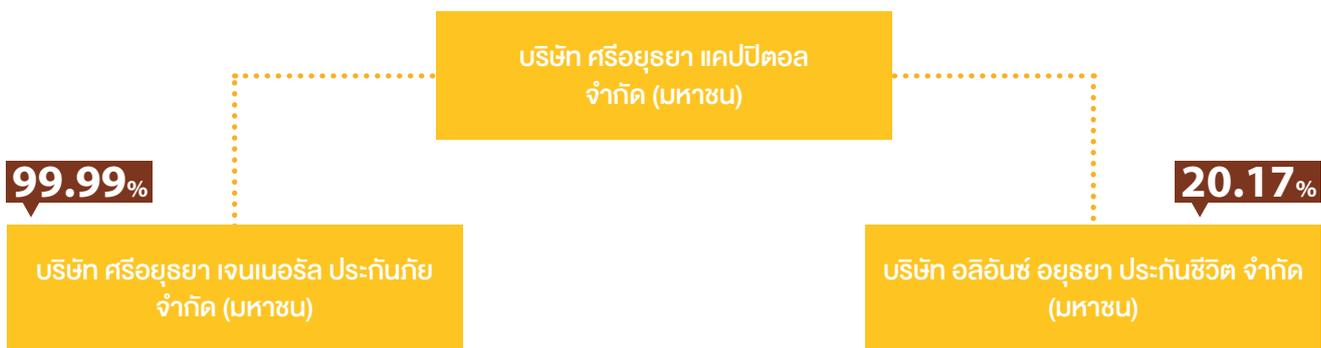 บริษัท ศรีอยุธยา แคปปิตอล
จำกัด (มหาชน)
99.99%
20.17%
บริษัท ศรีอยุธยา เจนเนอรัล ประกันภัย
จำกัด (มหาชน)
บริษัท อลิอันซ์ อยุธยา ประกันชีวิต จำกัด
(มหาชน)